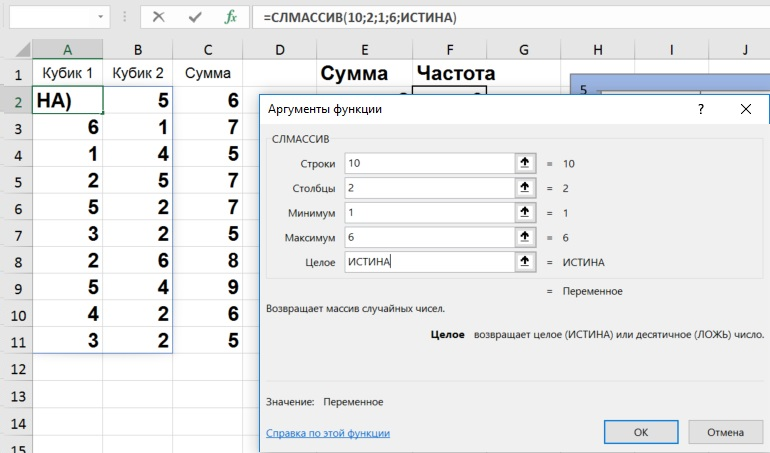 =СЛМАССИВ(10;2;1;6;ИСТИНА)
A B C D E F G H I J
1 Кубик 1 Кубик 2 Сумма Сумма Частота
2 НА) 5 6 5
3 6 1 7
4 1 4 5
5 2 5 7
6 5 2 7
7 3 2 5
8 2 6 8
9 5 4 9
10 4 2 6
11 3 2 5
12
13
14
15
Аргументы функции ? ×
СЛМАССИВ
Строки 10 = 10
Столбцы 2 = 2
Минимум 1 = 1
Максимум 6 = 6
Целое ИСТИНА = ИСТИНА
= Переменное
Возвращает массив случайных чисел.
Целое возвращает целое (ИСТИНА) или десятичное (ЛОЖЬ) число.
Значение: Переменное
Справка по этой функции
ОК Отмена